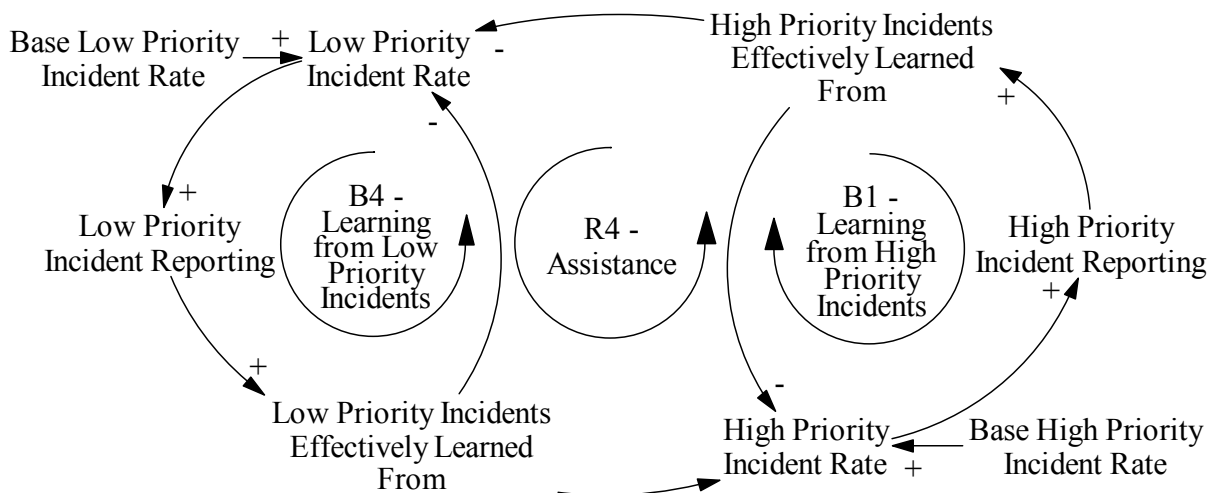 Base Low Priority
Incident Rate
+
Low Priority
Incident Rate
-
-
High Priority Incidents
Effectively Learned
From
+
+
Low Priority
Incident Reporting
B4 -
Learning
from Low
Priority
Incidents
R4 -
Assistance
B1 -
Learning
from High
Priority
Incidents
High Priority
Incident Reporting
+
+
Low Priority Incidents
Effectively Learned
From
-
High Priority
Incident Rate
+
Base High Priority
Incident Rate